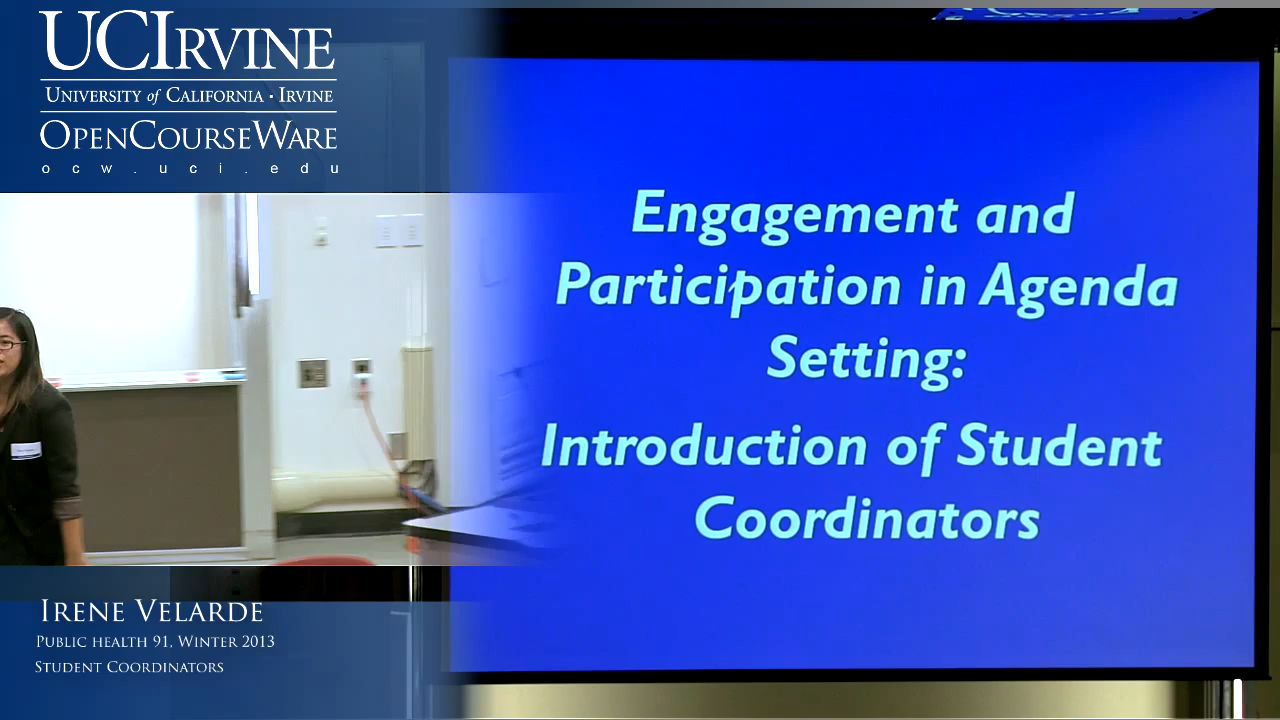 UCIRVINE
UNIVERSITY of CALIFORNIA · IRVINE
OPENCOURSEWARE
ocw.uci.edu
Engagement and
Participation in Agenda
Setting:
Introduction of Student
Coordinators
IRENE VELARDE
PUBLIC HEALTH 91, WINTER 2013
STUDENT COORDINATORS